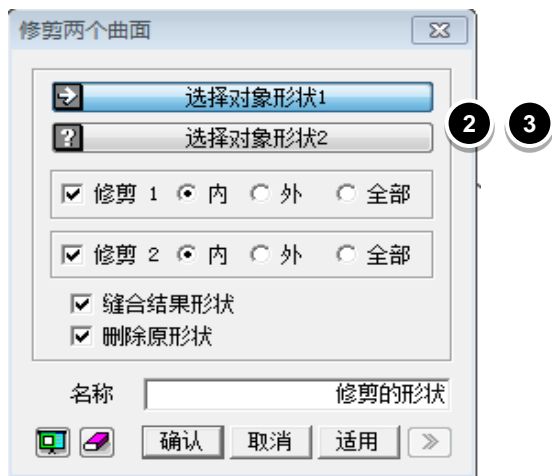 修剪两个曲面
选择对象形状1
选择对象形状2
2 3
修剪 1 内 外 全部
修剪 2 内 外 全部
缝合结果形状
删除原形状
名称 修剪的形状
确认 取消 适用 >>